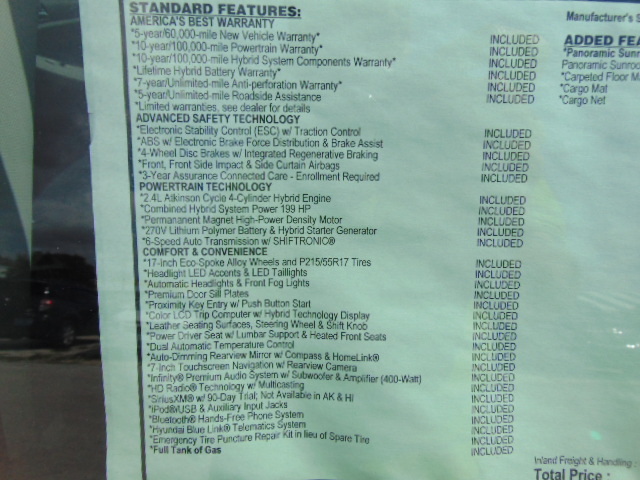 STANDARD FEATURES:
Manufacturer's S
AMERICA'S BEST WARRANTY
*5-year/60,000-mile New Vehicle Warranty* INCLUDED
*10-year/100,000-mile Powertrain Warranty* INCLUDED
*10-year/100,000-mile Hybrid System Components Warranty* INCLUDED
*Lifetime Hybrid Battery Warranty* INCLUDED
*7-year/Unlimited-mile Anti-perforation Warranty* INCLUDED
*5-year/Unlimited-mile Roadside Assistance INCLUDED
*Limited warranties, see dealer for details
ADDED FEA
*Panoramic Sunr
Panoramic Sunroo
*Carpeted Floor M
*Cargo Mat
*Cargo Net
ADVANCED SAFETY TECHNOLOGY
*Electronic Stability Control (ESC) w/ Traction Control INCLUDED
*ABS w/ Electronic Brake Force Distribution & Brake Assist INCLUDED
*4-Wheel Disc Brakes w/ Integrated Regenerative Braking INCLUDED
*Front, Front Side Impact & Side Curtain Airbags INCLUDED
*3-Year Assurance Connected Care - Enrollment Required INCLUDED
POWERTRAIN TECHNOLOGY
*2.4L Atkinson Cycle 4-Cylinder Hybrid Engine INCLUDED
*Combined Hybrid System Power 199 HP INCLUDED
*Permananent Magnet High-Power Density Motor INCLUDED
*270V Lithium Polymer Battery & Hybrid Starter Generator INCLUDED
*6-Speed Auto Transmission w/ SHIFTRONIC® INCLUDED
COMFORT & CONVENIENCE
*17-inch Eco-Spoke Alloy Wheels and P215/55R17 Tires INCLUDED
*Headlight LED Accents & LED Taillights INCLUDED
*Automatic Headlights & Front Fog Lights INCLUDED
*Premium Door Sill Plates INCLUDED
*Proximity Key Entry w/ Push Button Start INCLUDED
*Color LCD Trip Computer w/ Hybrid Technology Display INCLUDED
*Leather Seating Surfaces, Steering Wheel & Shift Knob INCLUDED
*Power Driver Seat w/ Lumbar Support & Heated Front Seats INCLUDED
*Dual Automatic Temperature Control INCLUDED
*Auto-Dimming Rearview Mirror w/ Compass & HomeLink® INCLUDED
*7-Inch Touchscreen Navigation w/ Rearview Camera INCLUDED
*Infinity® Premium Audio System w/ Subwoofer & Amplifier (400-Watt) INCLUDED
*HD Radio® Technology w/ Multicasting INCLUDED
*SiriusXM® w/ 90-Day Trial; Not Available in AK & HI INCLUDED
*iPod®/USB & Auxiliary Input Jacks INCLUDED
*Bluetooth® Hands-Free Phone System INCLUDED
*Hyundai Blue Link® Telematics System INCLUDED
*Emergency Tire Puncture Repair Kit in lieu of Spare Tire INCLUDED
*Full Tank of Gas INCLUDED
Inland Freight & Handling :
Total Price :